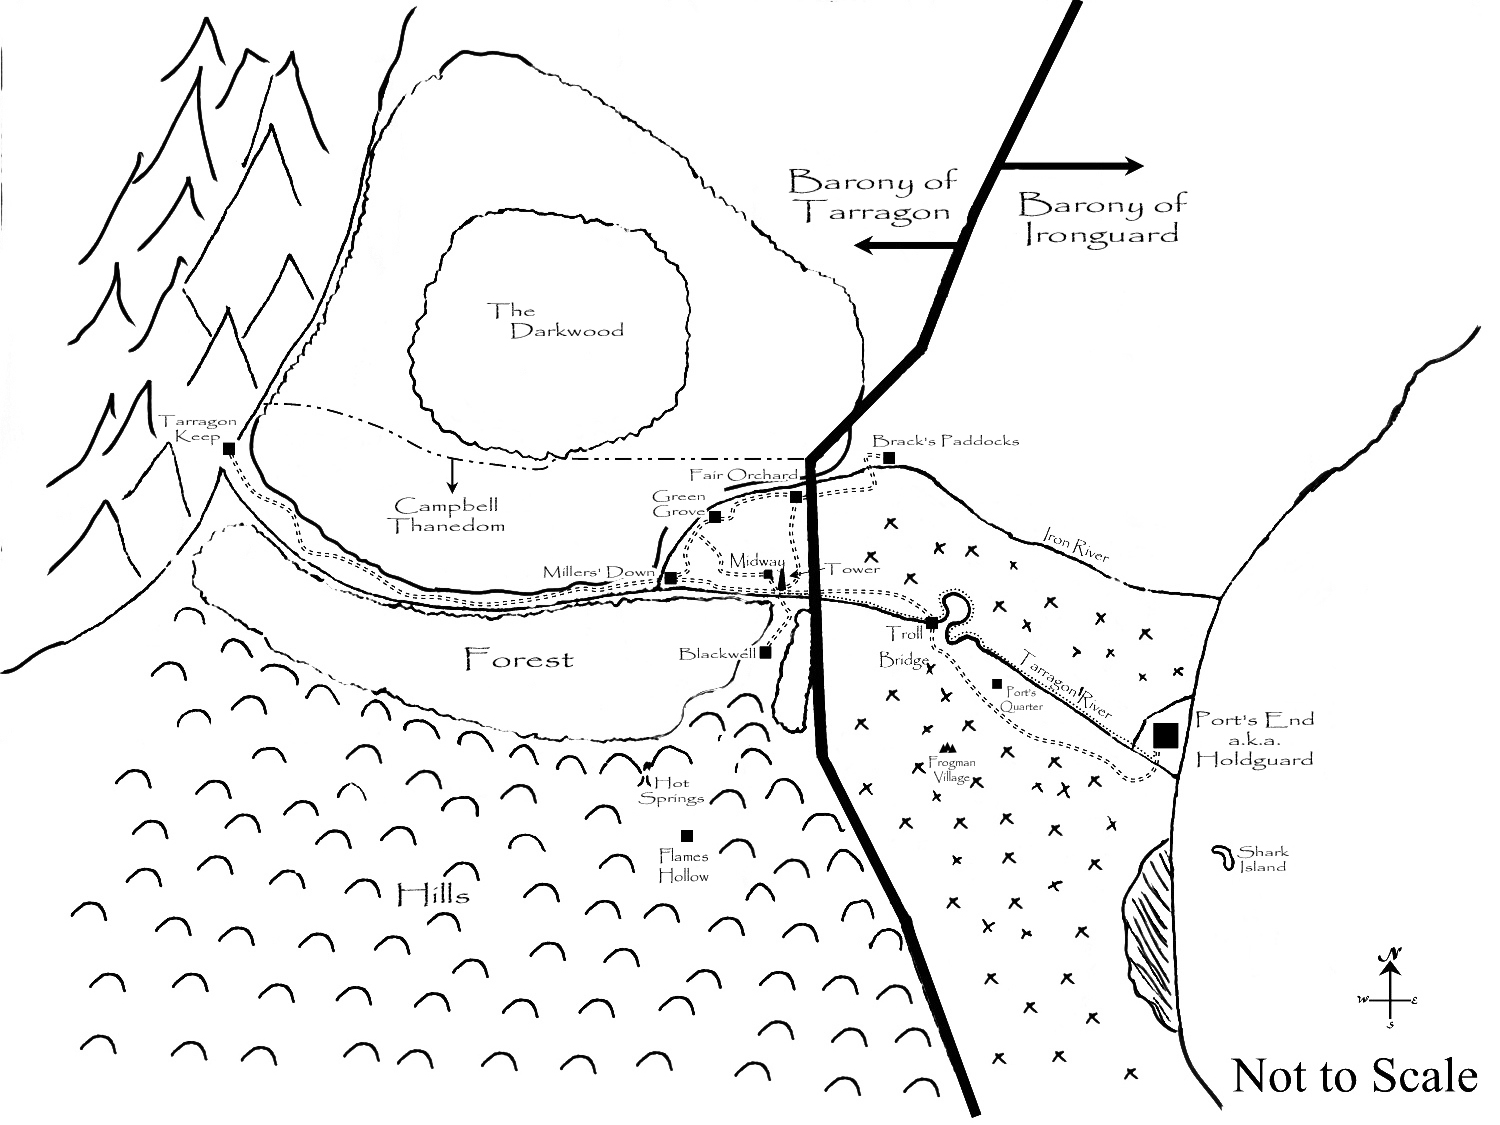 Barony of
Tarragon
Barony of
Ironguard
The
Darkwood
Tarragon
Keep
Brack's Paddocks
Fair Orchard
Green
Grove
Campbell
Thanedom
Iron River
Midway
Tower
Millers' Down
Troll
Bridge
Blackwell
Forest
Tarragon River
Port's
Quarter
Port's End
a.k.a.
Holdguard
Frogman
Village
Hot
Springs
Flames
Hollow
Shark
Island
Hills
N
W
E
S
Not to Scale